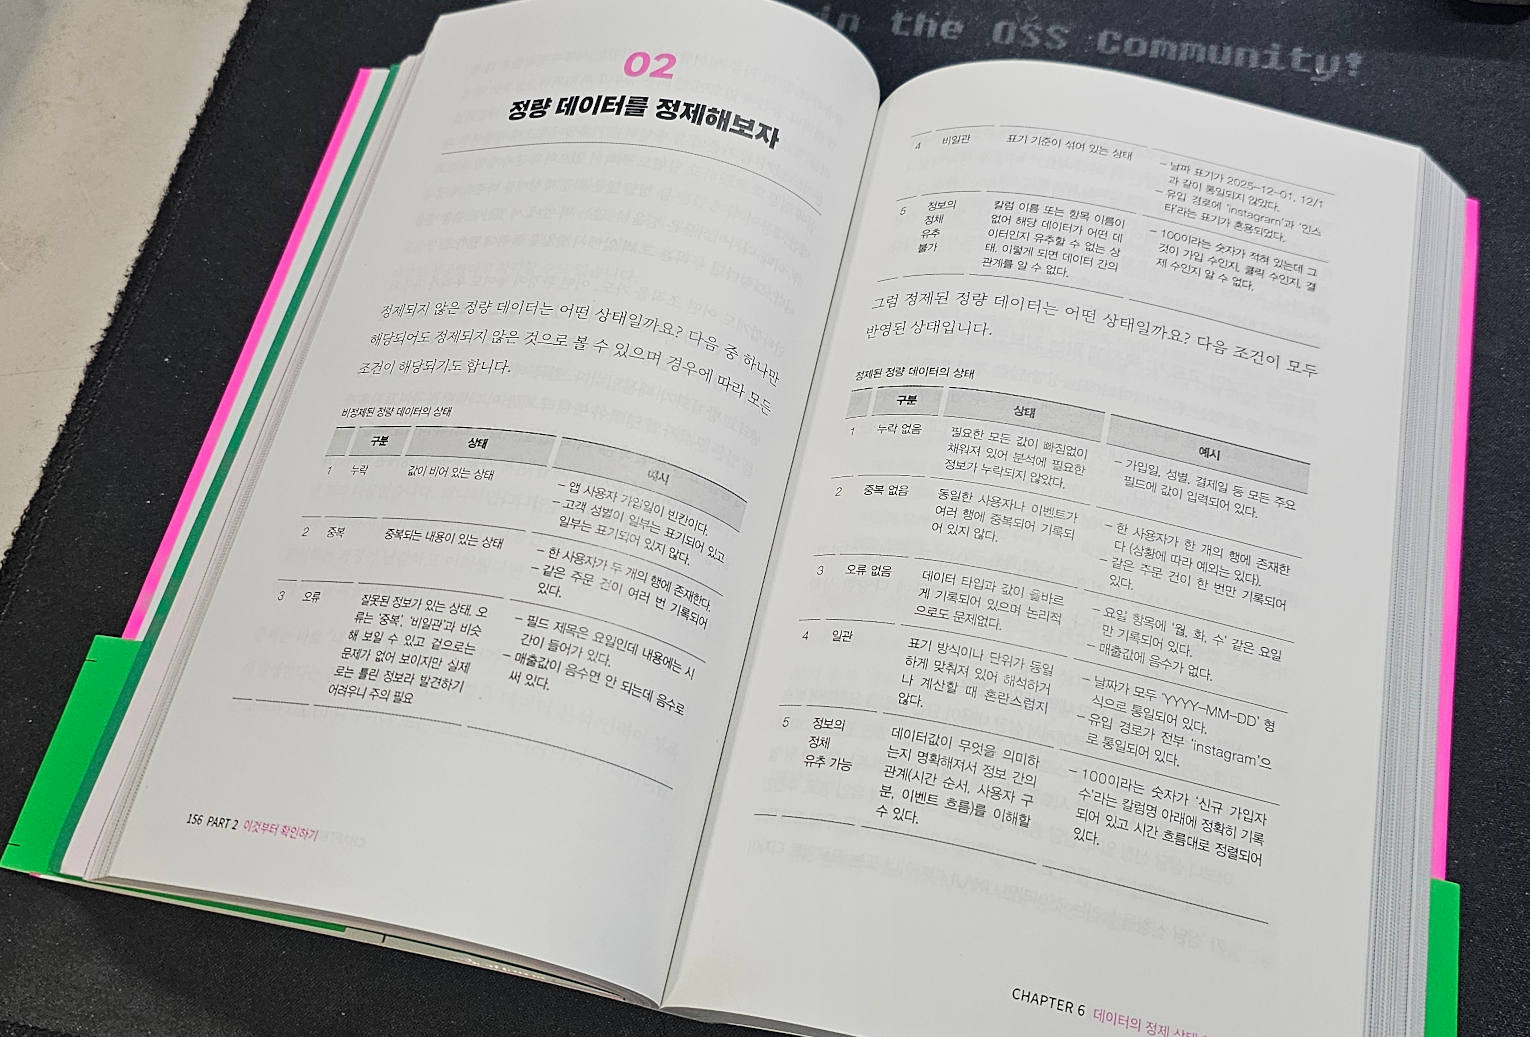 in the OSS Community!
02
정량 데이터를 정제해보자
정제되지 않은 정량 데이터는 어떤 상태일까요? 다음 중 하나만
해당되어도 정제되지 않은 것으로 볼 수 있으며 경우에 따라 모든
조건이 해당되기도 합니다.
비정제된 정량 데이터의 상태
구분 상태 예시
1 누락 값이 비어 있는 상태
– 앱 사용자 가입일이 빈칸이다.
– 고객 성별이 일부는 표기되어 있고
일부는 표기되어 있지 않다.
2 중복 중복되는 내용이 있는 상태
– 한 사용자가 두 개의 행에 존재한다.
– 같은 주문 건이 여러 번 기록되어
있다.
3 오류
잘못된 정보가 있는 상태. 오
류는 ‘중복’, ‘비일관’과 비슷
해 보일 수 있고 겉으로는
문제가 없어 보이지만 실제
로는 틀린 정보라 발견하기
어려우니 주의 필요
– 필드 제목은 요일인데 내용에는 시
간이 들어가 있다.
– 매출값이 음수면 안 되는데 음수로
써 있다.
156 PART 2 이것부터 확인하기
4 비일관 표기 기준이 섞여 있는 상태
– 날짜 표기가 2025–12–01, 12/1
과 같이 통일되지 않았다.
– 유입 경로에 ‘instagram’과 ‘인스
타’라는 표기가 혼용되었다.
5 정보의
정체
유추
불가
칼럼 이름 또는 항목 이름이
없어 해당 데이터가 어떤 데
이터인지 유추할 수 없는 상
태. 이렇게 되면 데이터 간의
관계를 알 수 없다.
– 100이라는 숫자가 적혀 있는데 그
것이 가입 수인지, 클릭 수인지, 결
제 수인지 알 수 없다.
그럼 정제된 정량 데이터는 어떤 상태일까요? 다음 조건이 모두
반영된 상태입니다.
정제된 정량 데이터의 상태
구분 상태 예시
1 누락 없음
필요한 모든 값이 빠짐없이
채워져 있어 분석에 필요한
정보가 누락되지 않았다.
– 가입일, 성별, 결제일 등 모든 주요
필드에 값이 입력되어 있다.
2 중복 없음
동일한 사용자나 이벤트가
여러 행에 중복되어 기록되
어 있지 않다.
– 한 사용자가 한 개의 행에 존재한
다 (상황에 따라 예외는 있다).
– 같은 주문 건이 한 번만 기록되어
있다.
3 오류 없음
데이터 타입과 값이 올바르
게 기록되어 있으며 논리적
으로도 문제없다.
– 요일 항목에 ‘월, 화, 수’ 같은 요일
만 기록되어 있다.
– 매출값에 음수가 없다.
4 일관
표기 방식이나 단위가 동일
하게 맞춰져 있어 해석하거
나 계산할 때 혼란스럽지
않다.
– 날짜가 모두 ‘YYYY–MM–DD’ 형
식으로 통일되어 있다.
– 유입 경로가 전부 ‘instagram’으
로 통일되어 있다.
5 정보의
정체
유추 가능
데이터값이 무엇을 의미하
는지 명확해져서 정보 간의
관계(시간 순서, 사용자 구
분, 이벤트 흐름)를 이해할
수 있다.
– 100이라는 숫자가 ‘신규 가입자
수’라는 칼럼명 아래에 정확히 기록
되어 있고 시간 흐름대로 정렬되어
있다.
CHAPTER 6 데이터의 정제 상태